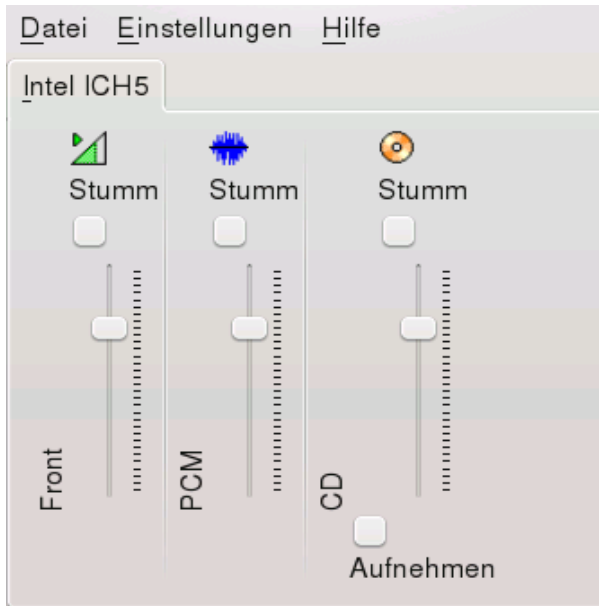 Datei Einstellungen Hilfe
Intel ICH5
Stumm Stumm Stumm
Front PCM CD
Aufnehmen